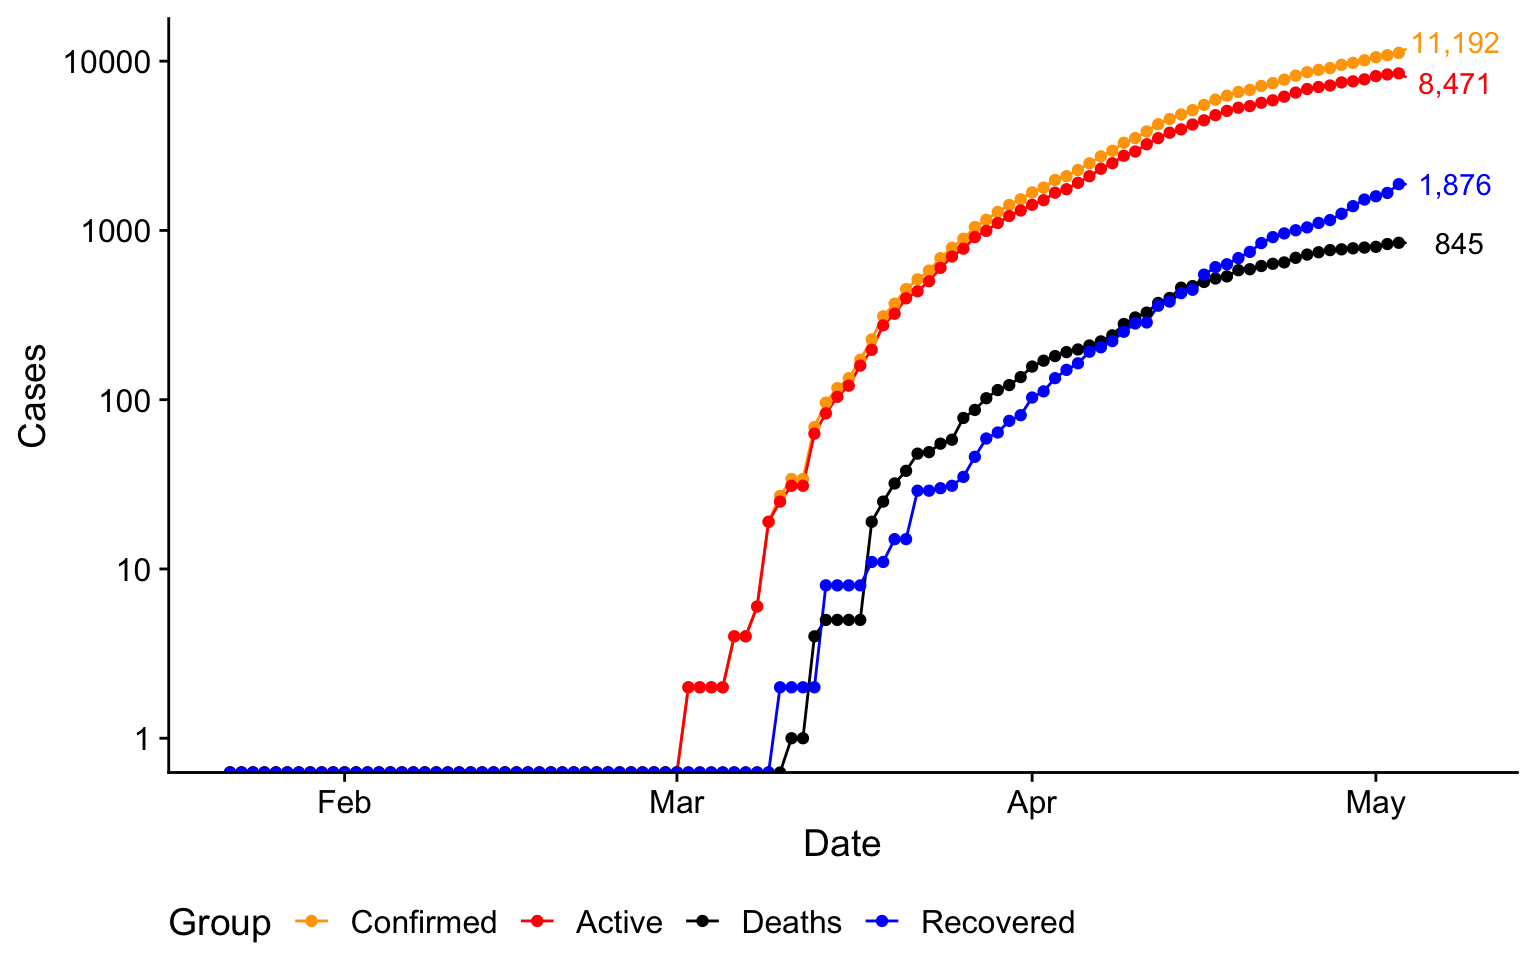 11,192
10000
8,471
1,876
1000
845
Cases
100
10
1
Feb Mar Apr May
Date
Group Confirmed Active Deaths Recovered